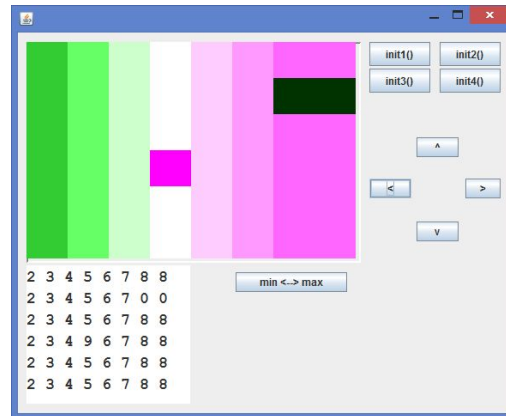 init1() init2()
init3() init4()
^
< >
v
min <--> max
2 3 4 5 6 7 8 8
2 3 4 5 6 7 0 0
2 3 4 5 6 7 8 8
2 3 4 9 6 7 8 8
2 3 4 5 6 7 8 8
2 3 4 5 6 7 8 8